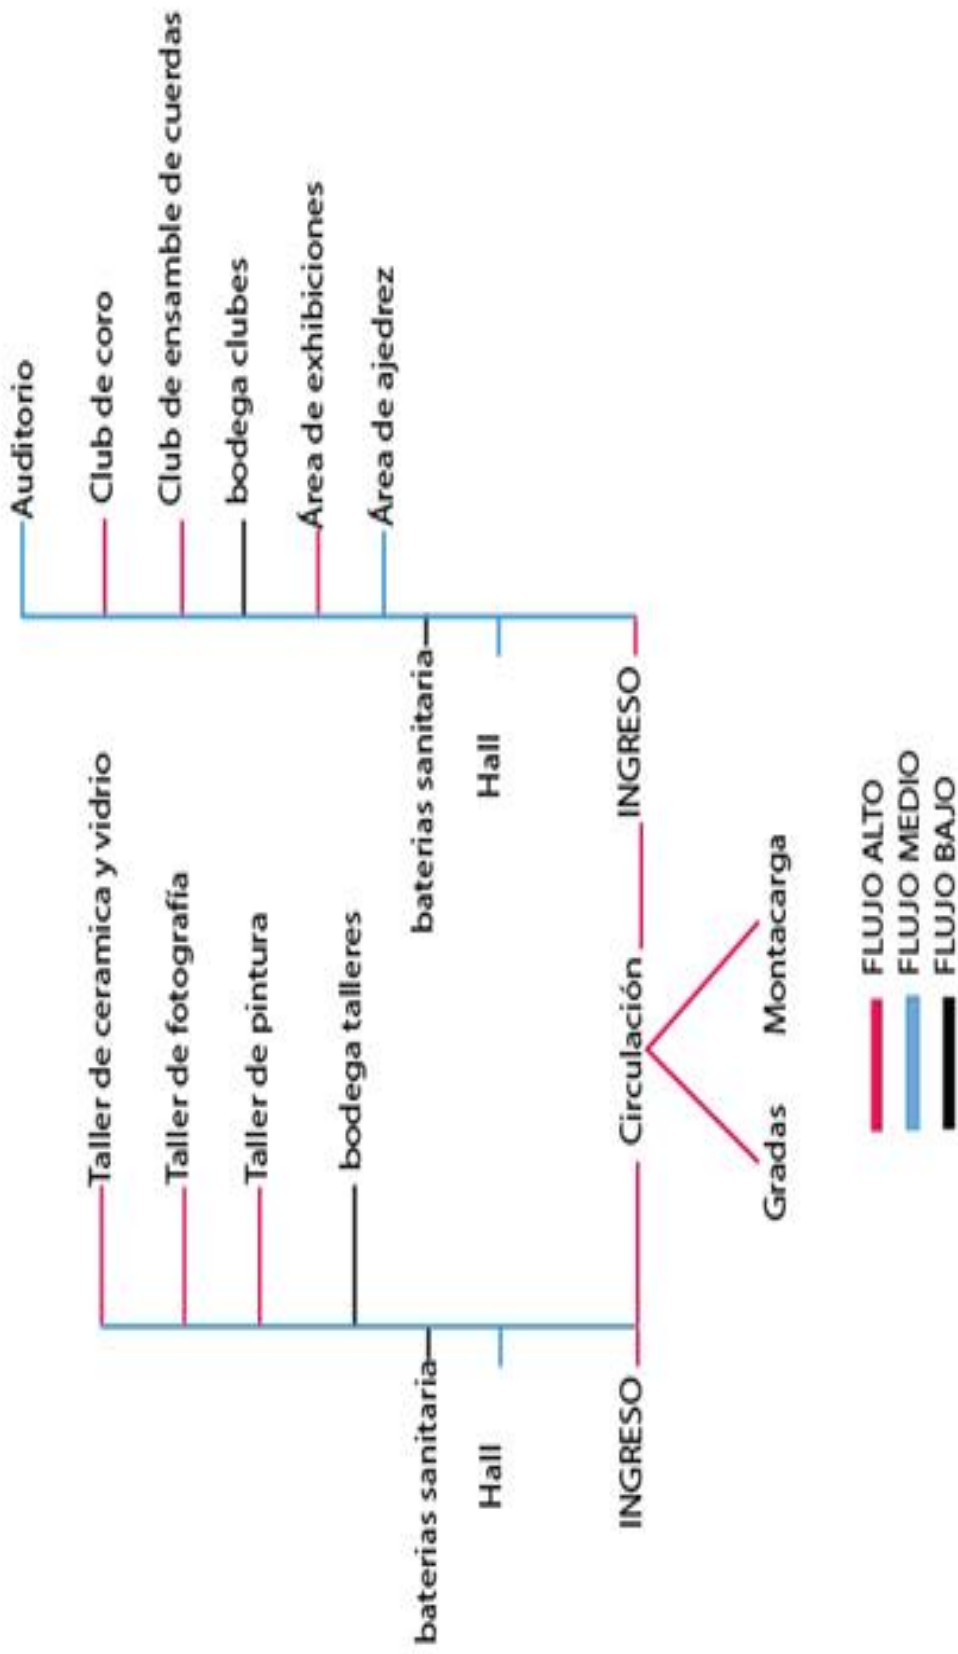 Auditorio
Taller de ceramica y vidrio
Club de coro
Taller de fotografía
Club de ensamble de cuerdas
Taller de pintura
bodega clubes
Área de exhibiciones
bodega talleres
Área de ajedrez
baterias sanitaria
baterias sanitaria
Hall
Hall
INGRESO
Circulación
INGRESO
Gradas
Montacarga
FLUJO ALTO
FLUJO MEDIO
FLUJO BAJO